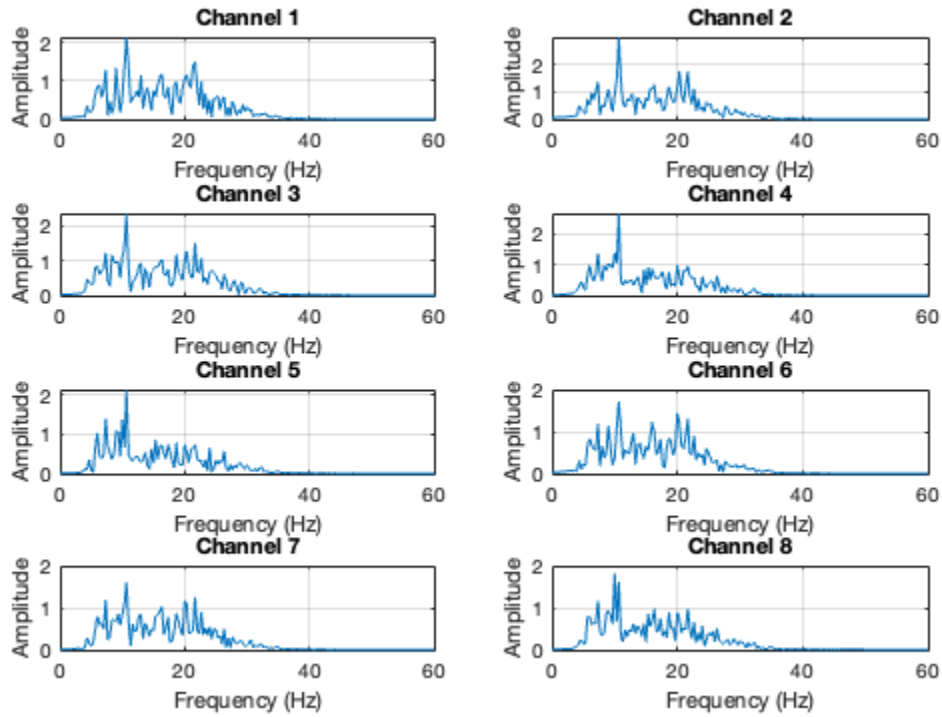 Channel 1
Amplitude
2
1
0
0 20 40 60
Frequency (Hz)
Channel 2
Amplitude
2
1
0
0 20 40 60
Frequency (Hz)
Channel 3
Amplitude
2
1
0
0 20 40 60
Frequency (Hz)
Channel 4
Amplitude
2
1
0
0 20 40 60
Frequency (Hz)
Channel 5
Amplitude
2
1
0
0 20 40 60
Frequency (Hz)
Channel 6
Amplitude
2
1
0
0 20 40 60
Frequency (Hz)
Channel 7
Amplitude
2
1
0
0 20 40 60
Frequency (Hz)
Channel 8
Amplitude
2
1
0
0 20 40 60
Frequency (Hz)